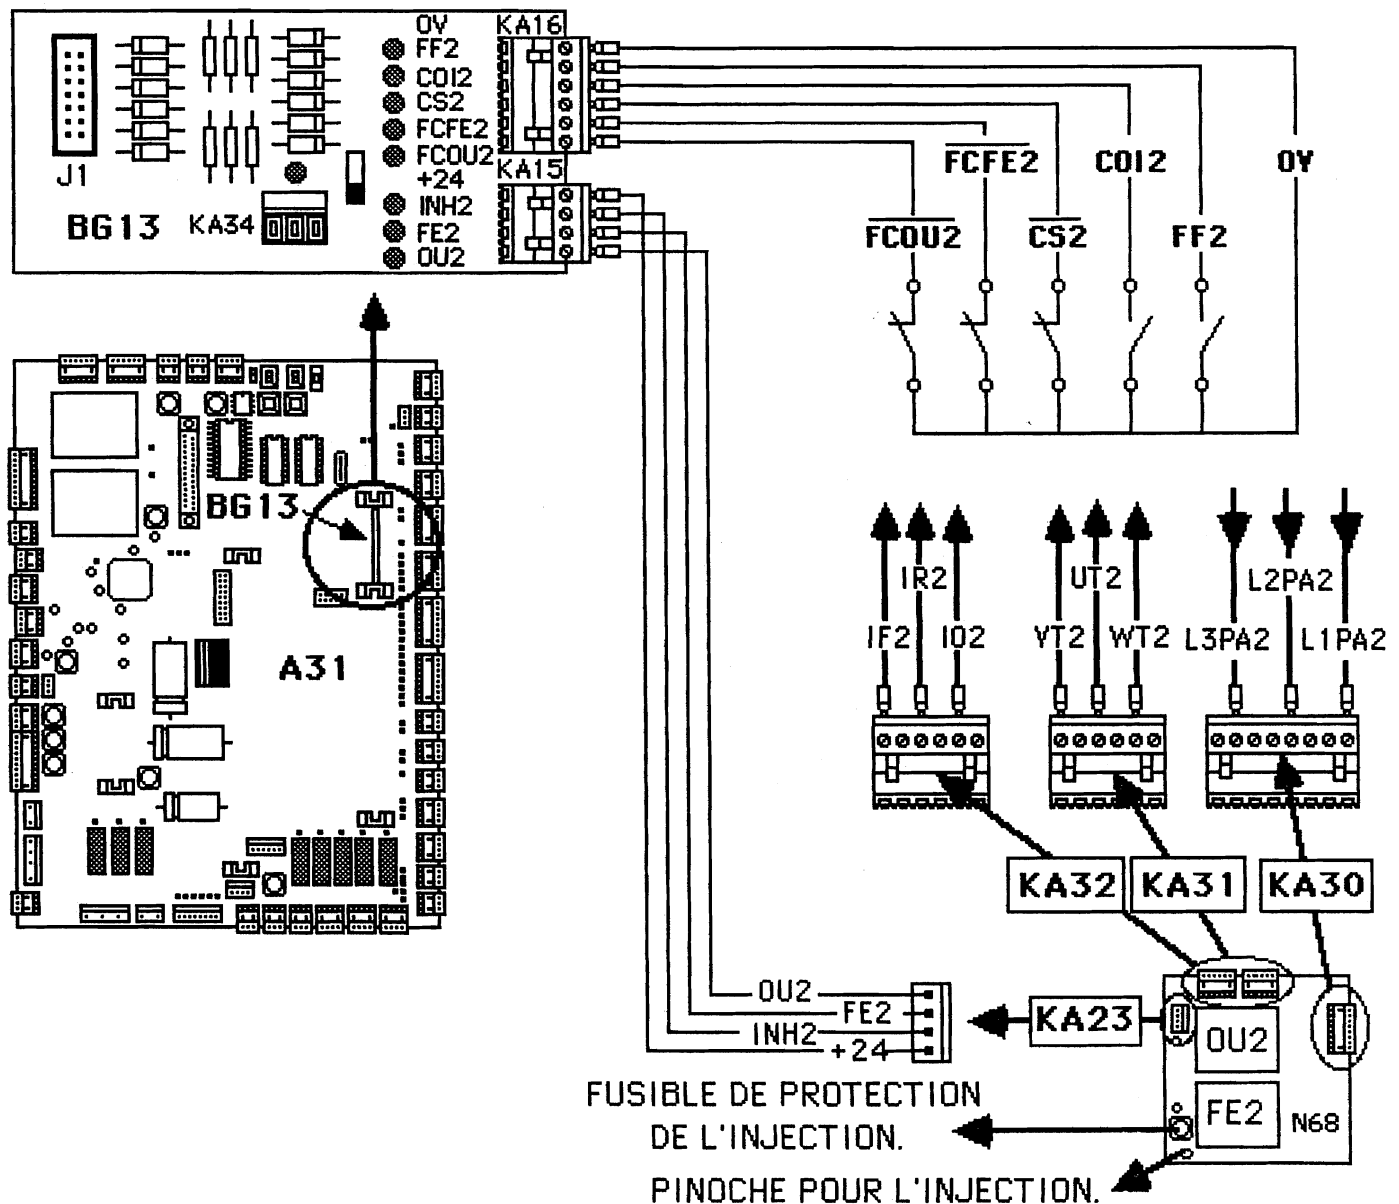 0V
KA16
FF2
COI2
CS2
FCFE2
FCOU2
KA15
+24
INH2
FE2
OU2
J1
BG13
KA34
FCFE2
COI2
0V
FCOU2
CS2
FF2
BG13
A31
IR2
IF2
IO2
UT2
VT2
WT2
L2PA2
L3PA2
L1PA2
KA32
KA31
KA30
OU2
FE2
INH2
+24
KA23
OU2
FE2
N68
FUSIBLE DE PROTECTION
DE L'INJECTION.
PINOCHE POUR L'INJECTION.